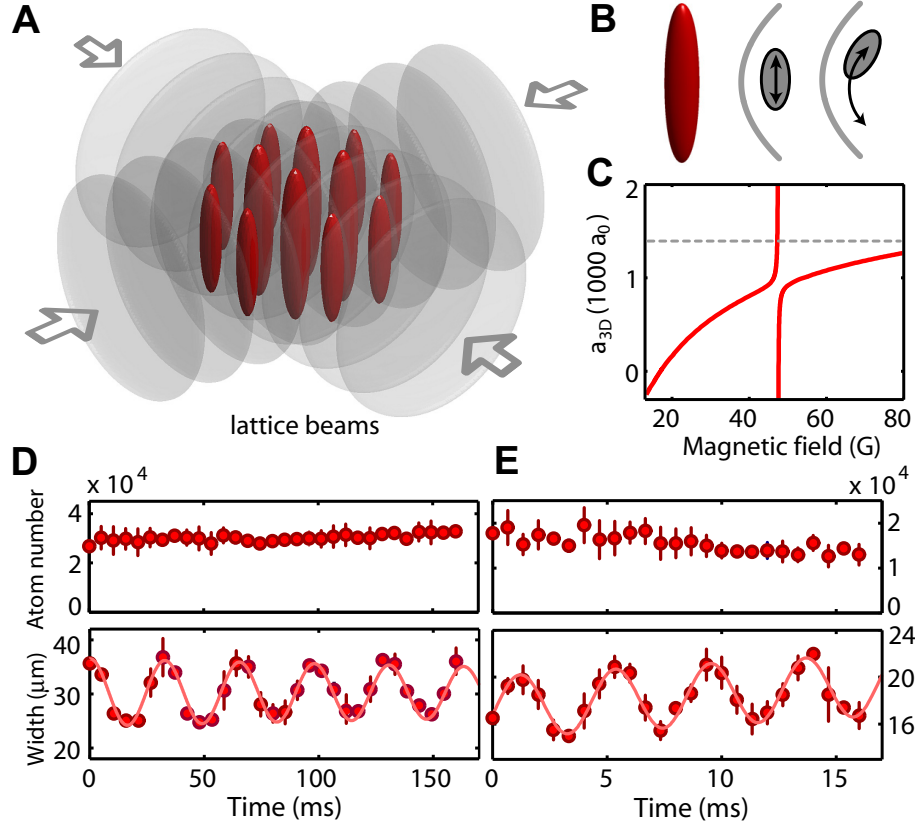 A
B
lattice beams
C
a3D (1000 a0)
2
1
0
20 40 60 80
Magnetic field (G)
D
x 10^4
Atom number
4
2
0
Width (μm)
40
30
20
0 50 100 150
Time (ms)
E
x 10^4
2
1
0
24
20
16
0 5 10 15
Time (ms)